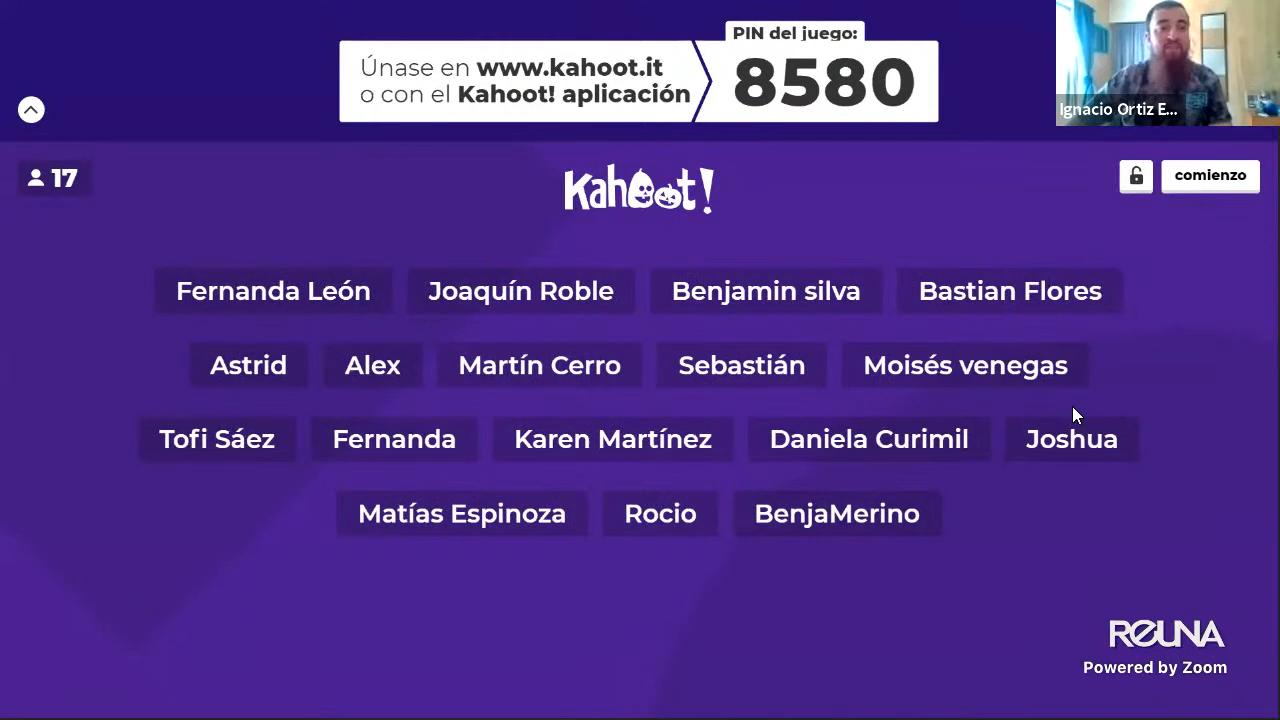 PIN del juego:
Únase en www.kahoot.it
o con el Kahoot! aplicación
8580
Ignacio Ortiz E...
17
Kahoot!
comienzo
Fernanda León Joaquín Roble Benjamin silva Bastian Flores
Astrid Alex Martín Cerro Sebastián Moisés venegas
Tofi Sáez Fernanda Karen Martínez Daniela Curimil Joshua
Matías Espinoza Rocio BenjaMerino
REUNA
Powered by Zoom